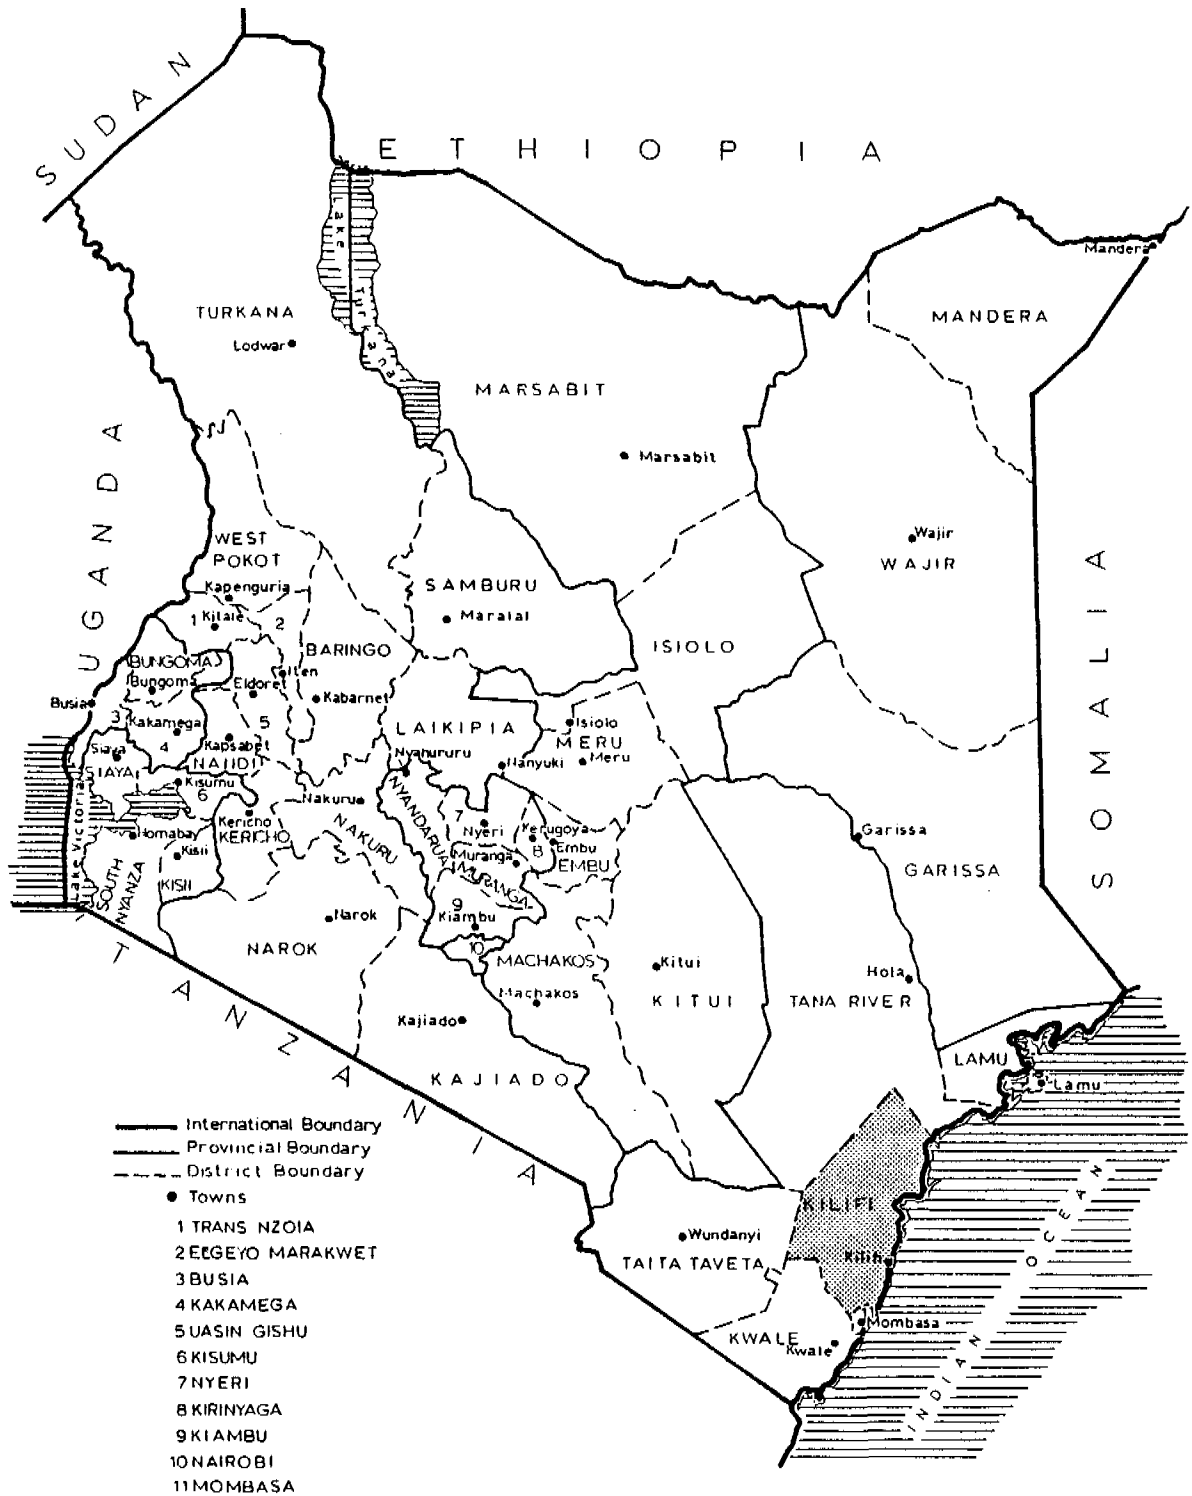 SUDAN
ETHIOPIA
Lake Turkana
Mandera
TURKANA
MANDERA
Lodwar
MARSABIT
Marsabit
UGANDA
Wajir
WAJIR
WEST
POKOT
Kapenguria
SAMBURU
Maralal
SOMALIA
1 Kitale
2
BARINGO
ISIOLO
BUNGOMA
Bungoma
Iten
Eldoret
Kabarnet
Busia
3
Kakamega
4
5
LAIKIPIA
Isiolo
MERU
Meru
Siaya
SIAYA
Kapsabet
NANDI
Nyahururu
Nanyuki
Kisumu
6
Nakuru
NAKURU
NYANDARUA
7
Nyeri
Kerugoya
8
Embu
EMBU
Kericho
KERICHO
Garissa
GARISSA
Lake Victoria
Homabay
Kisii
KISII
SOUTH
NYANZA
Muranga
MURANGA
Narok
NAROK
9
Kiambu
10
MACHAKOS
Machakos
Kitui
KITUI
Hola
TANA RIVER
TANZANIA
Kajiado
KAJIADO
LAMU
Lamu
KILIFI
Kilifi
Wundanyi
TAITA TAVETA
Mombasa
KWALE
Kwale
INDIAN OCEAN
International Boundary
Provincial Boundary
District Boundary
Towns
1 TRANS NZOIA
2 ELGEYO MARAKWET
3 BUSIA
4 KAKAMEGA
5 UASIN GISHU
6 KISUMU
7 NYERI
8 KIRINYAGA
9 KIAMBU
10 NAIROBI
11 MOMBASA